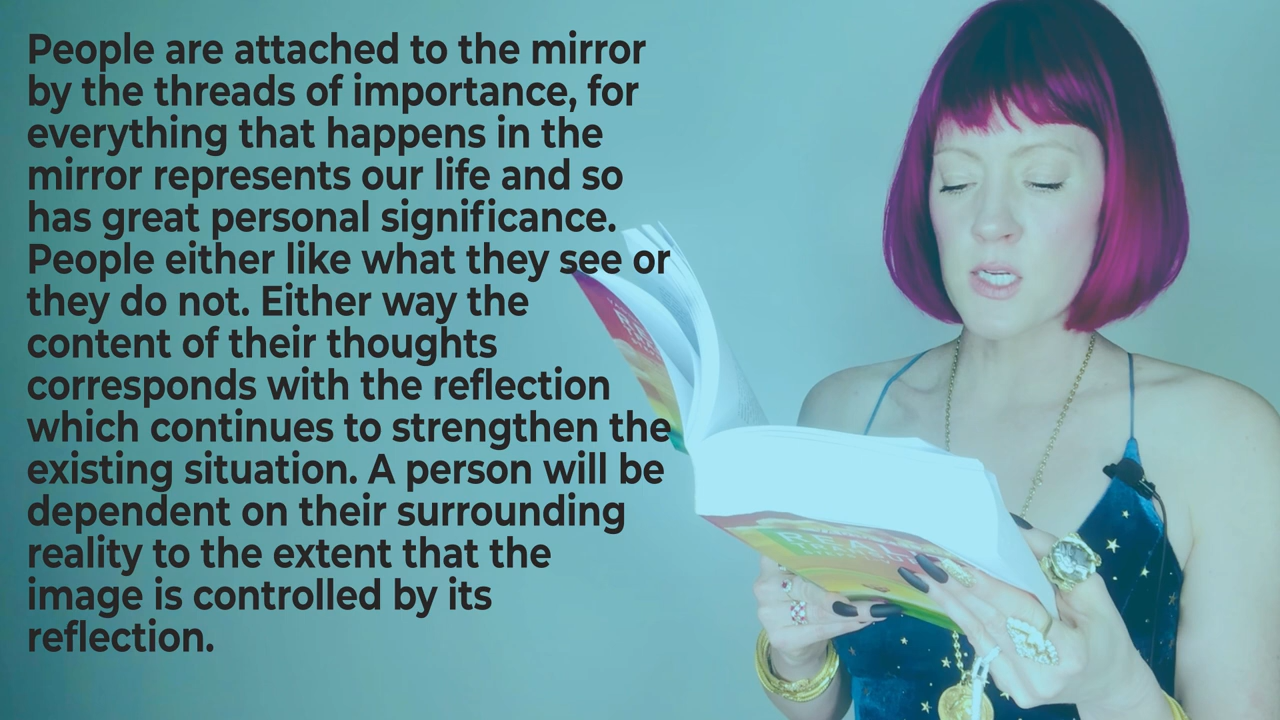 People are attached to the mirror
by the threads of importance, for
everything that happens in the
mirror represents our life and so
has great personal significance.
People either like what they see or
they do not. Either way the
content of their thoughts
corresponds with the reflection
which continues to strengthen the
existing situation. A person will be
dependent on their surrounding
reality to the extent that the
image is controlled by its
reflection.